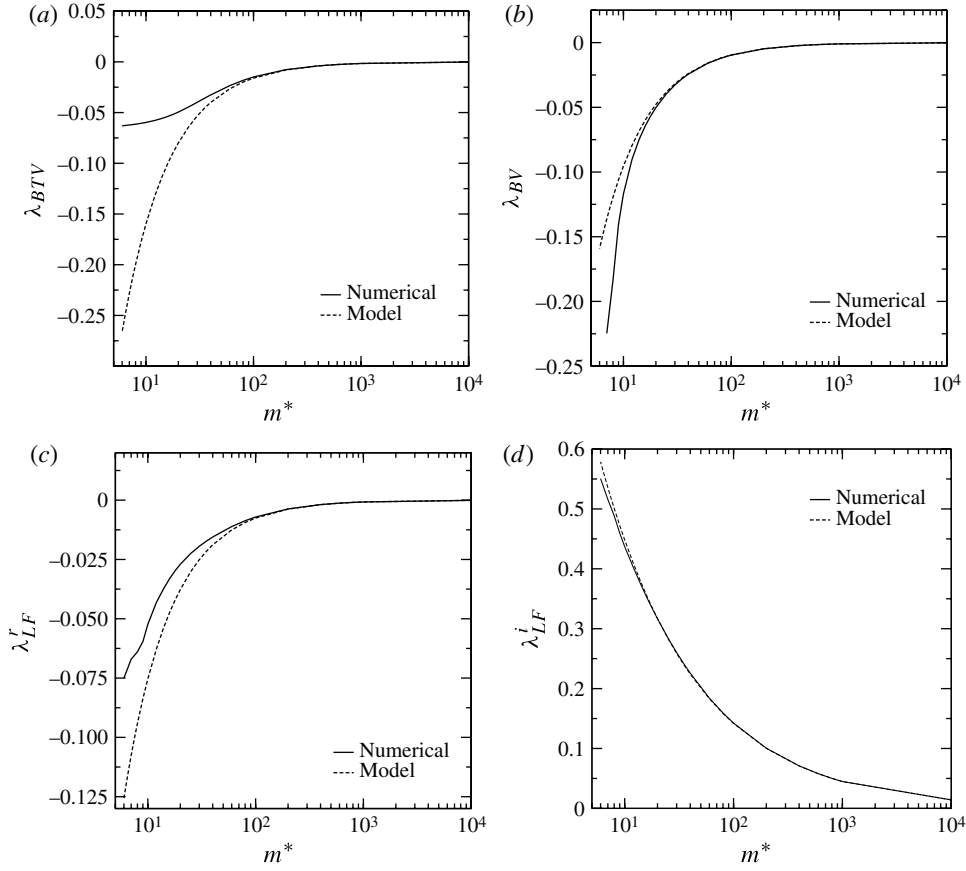 (a)
0.05
0
–0.05
–0.10
–0.15
–0.20
–0.25
λBTV
Numerical
Model
10^1
10^2
10^3
10^4
m*
(b)
0.05
0
–0.05
–0.10
–0.15
–0.20
–0.25
λBV
Numerical
Model
10^1
10^2
10^3
10^4
m*
(c)
0
–0.025
–0.050
–0.075
–0.100
–0.125
λ^r_LF
Numerical
Model
10^1
10^2
10^3
10^4
m*
(d)
0.6
0.5
0.4
0.3
0.2
0.1
0
λ^i_LF
Numerical
Model
10^1
10^2
10^3
10^4
m*